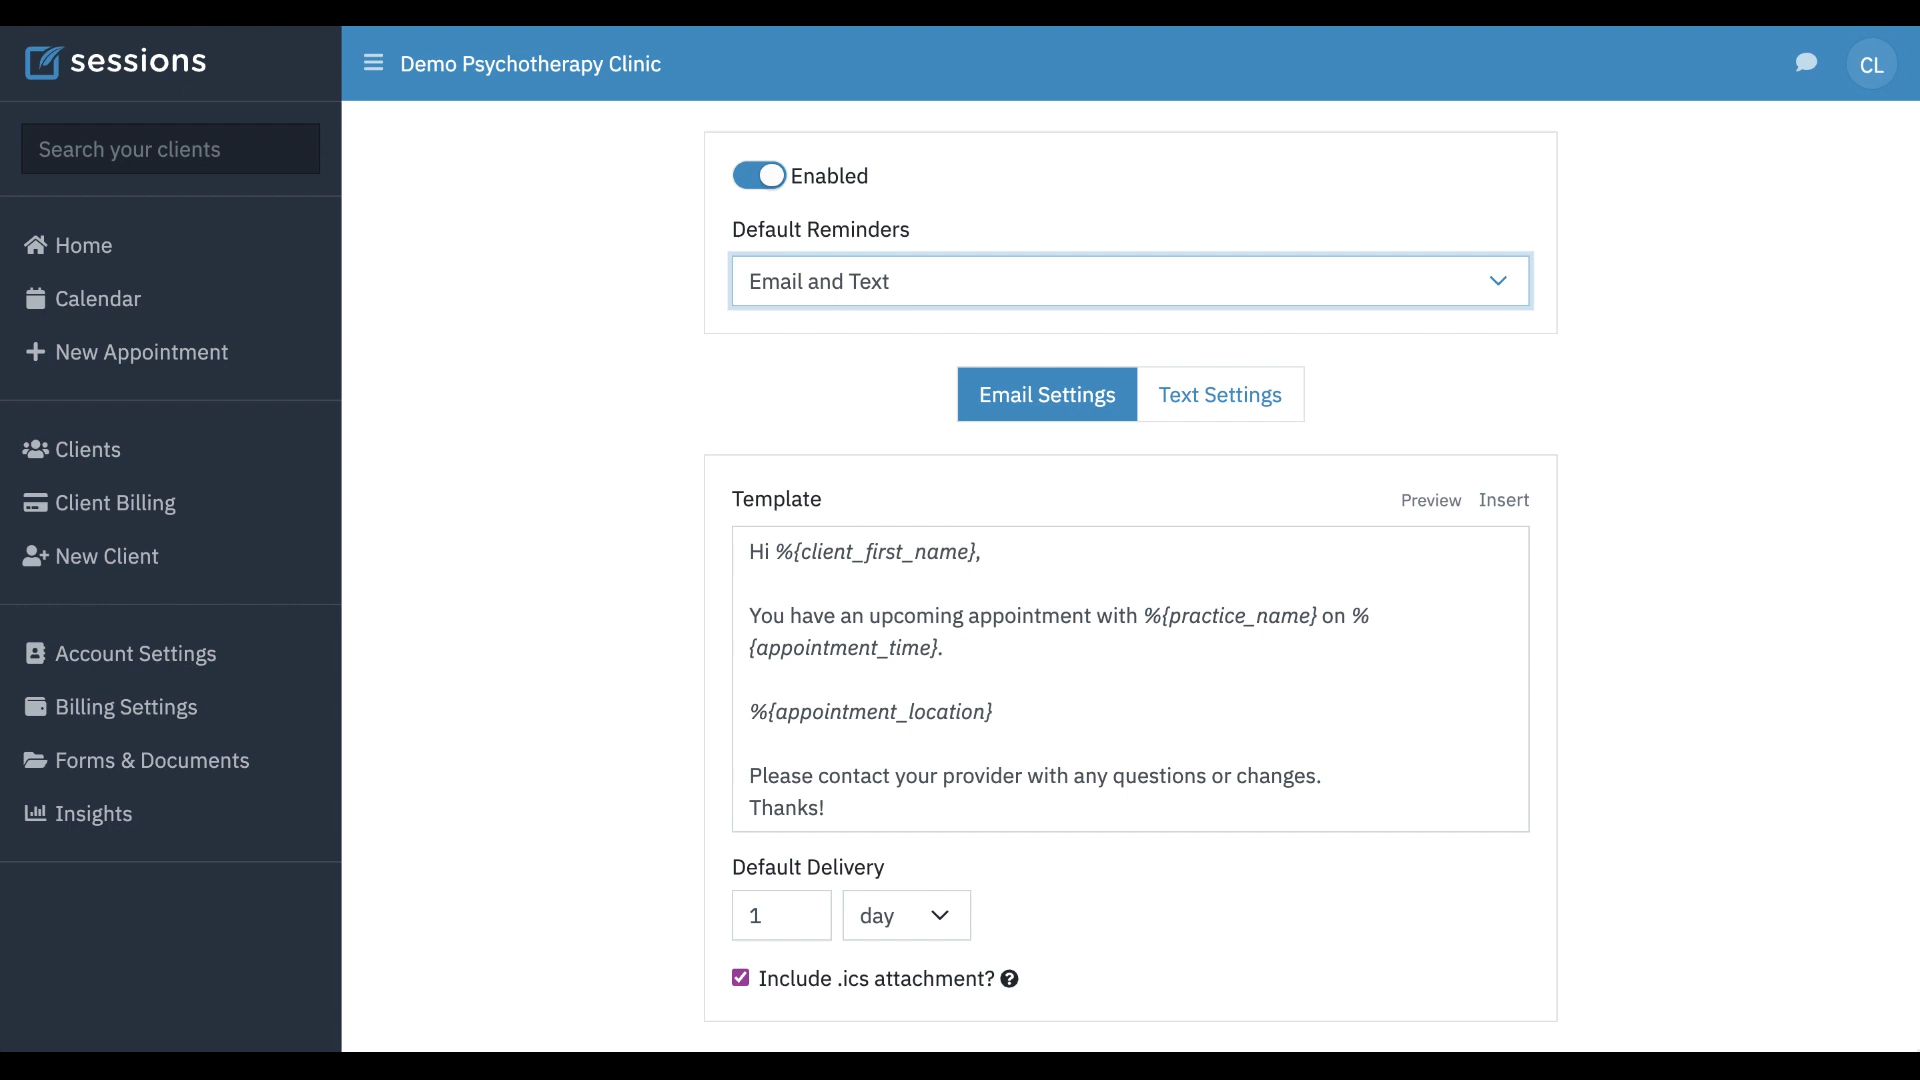 sessions
Demo Psychotherapy Clinic
CL
Search your clients
Home
Calendar
New Appointment
Clients
Client Billing
New Client
Account Settings
Billing Settings
Forms & Documents
Insights
Enabled
Default Reminders
Email and Text
Email Settings
Text Settings
Template
Preview
Insert
Hi %{client_first_name},
You have an upcoming appointment with %{practice_name} on %
{appointment_time}.
%{appointment_location}
Please contact your provider with any questions or changes.
Thanks!
Default Delivery
1
day
Include .ics attachment?